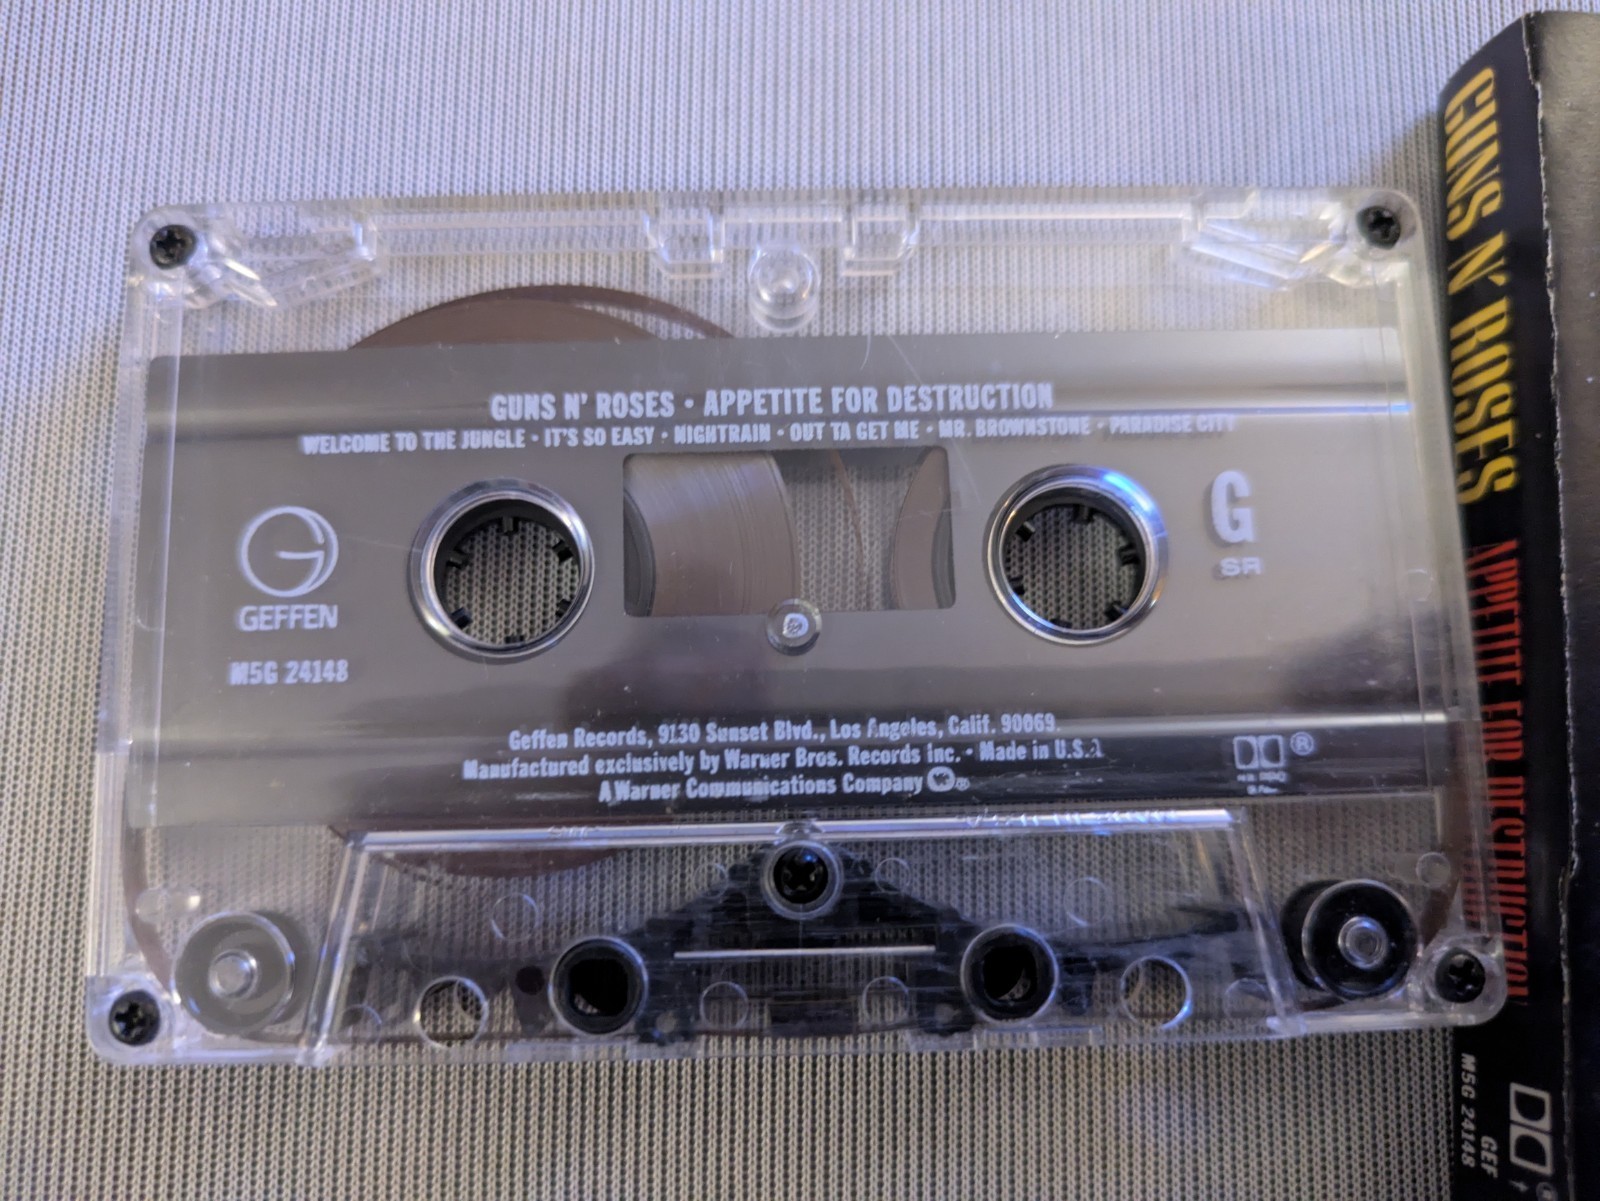 GUNS N' ROSES • APPETITE FOR DESTRUCTION
WELCOME TO THE JUNGLE • IT'S SO EASY • NIGHTRAIN • OUT TA GET ME • MR. BROWNSTONE • PARADISE CITY
G
SR
G
GEFFEN
M5G 24148
Geffen Records, 9130 Sunset Blvd., Los Angeles, Calif. 90069.
Manufactured exclusively by Warner Bros. Records Inc. • Made in U.S.A.
A Warner Communications Company ®
®
GUNS N' ROSES APPETITE FOR DESTRUCTION
GEF
M5G 24148